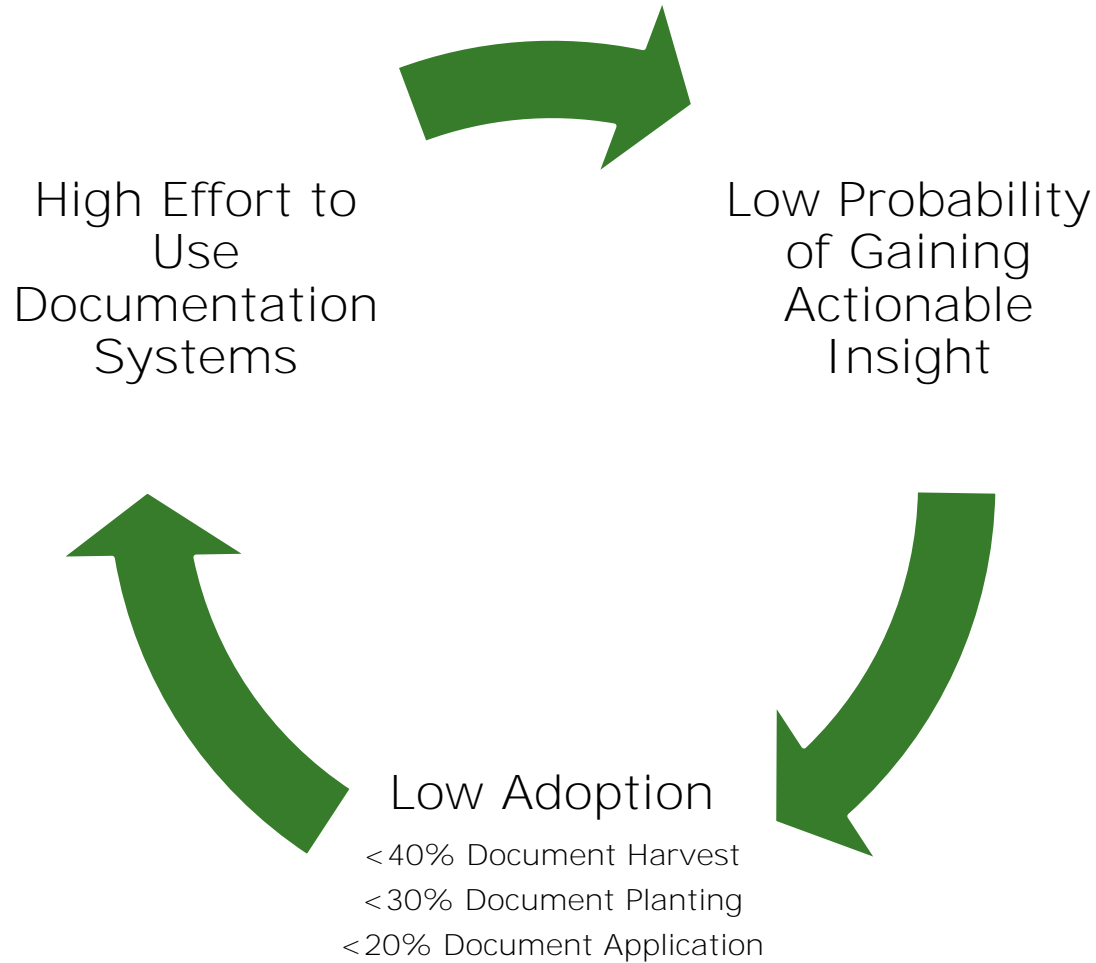 High Effort to
Use
Documentation
Systems
Low Probability
of Gaining
Actionable
Insight
Low Adoption
<40% Document Harvest
<30% Document Planting
<20% Document Application